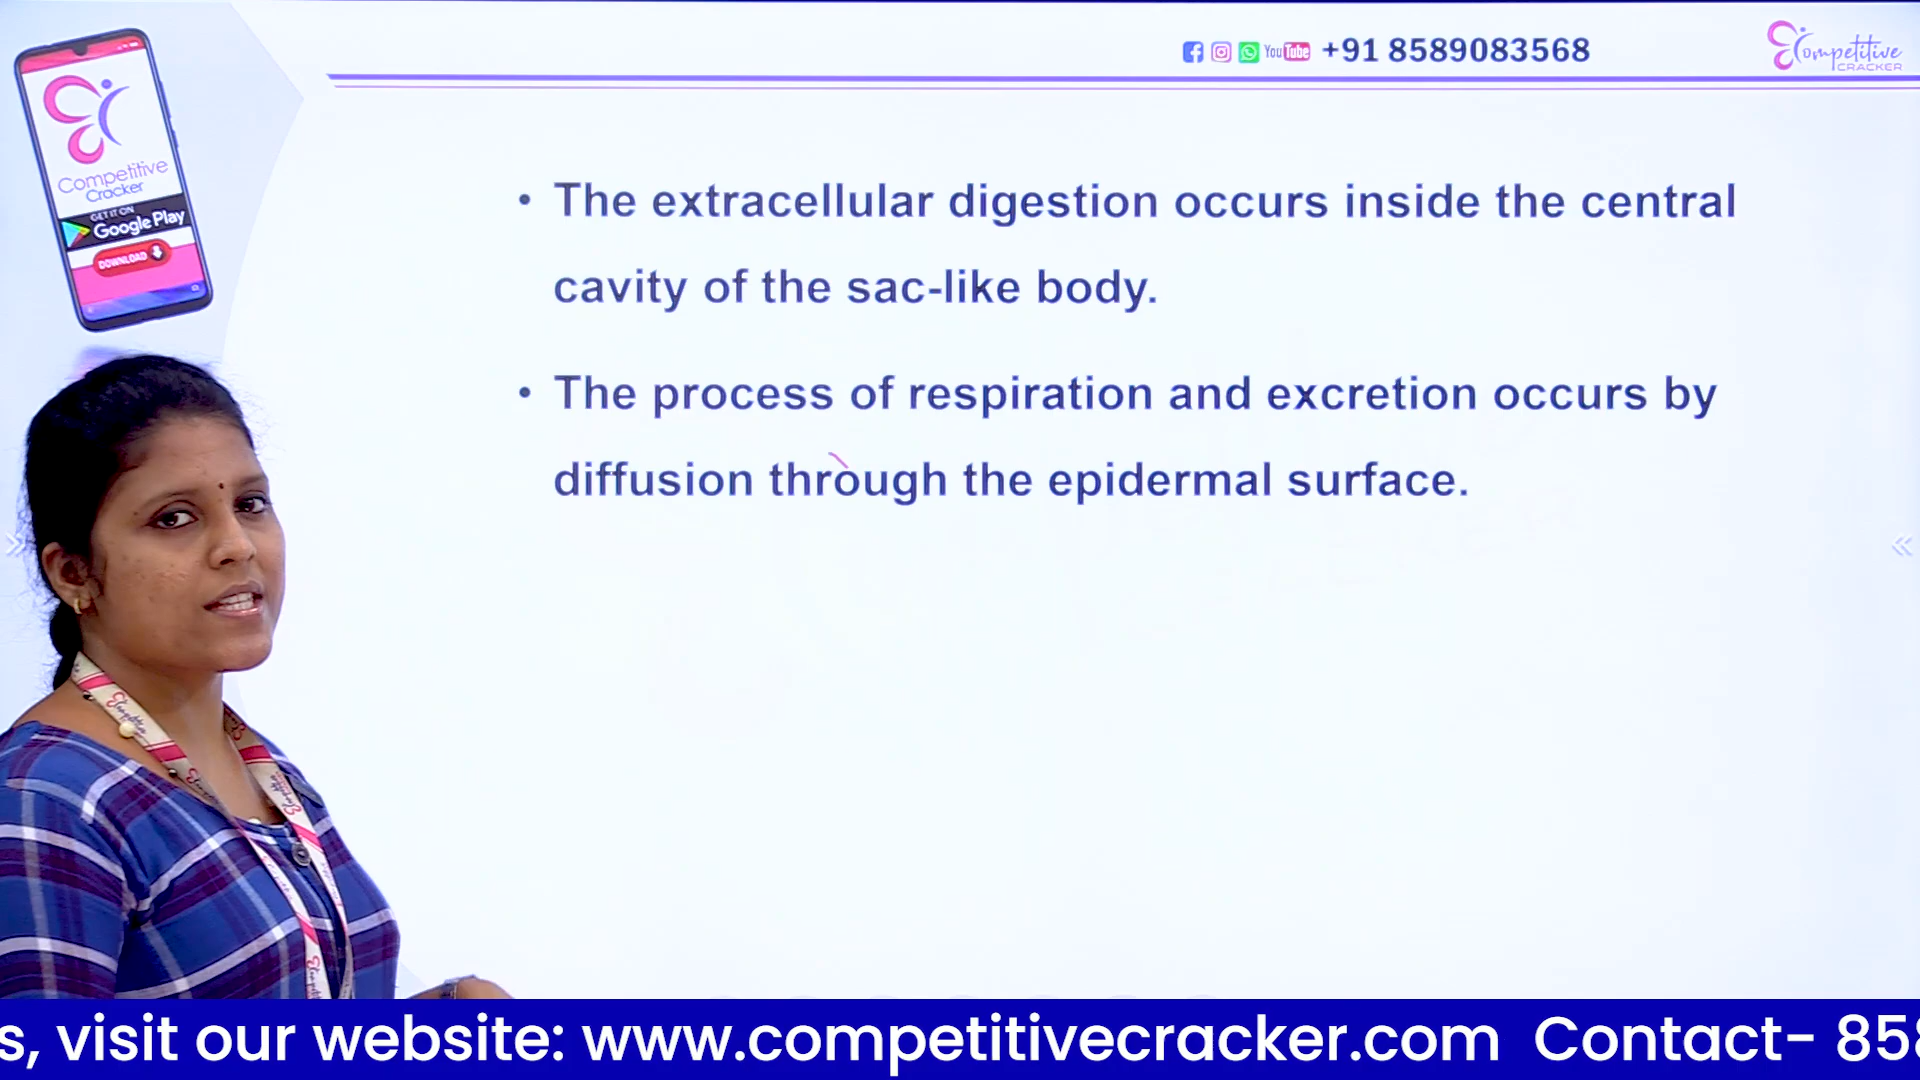 +91 8589083568
Competitive
CRACKER
YouTube
Competitive
Cracker
GET IT ON
Google Play
DOWNLOAD
• The extracellular digestion occurs inside the central
cavity of the sac-like body.
• The process of respiration and excretion occurs by
diffusion through the epidermal surface.
s, visit our website: www.competitivecracker.com Contact- 858